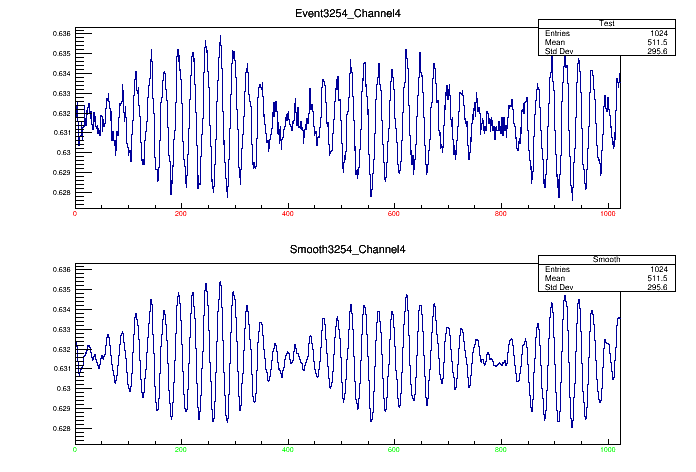 Event3254_Channel4
Test
Entries 1024
Mean 511.5
Std Dev 295.6
0.636
0.635
0.634
0.633
0.632
0.631
0.63
0.629
0.628
0 200 400 600 800 1000
Smooth3254_Channel4
Smooth
Entries 1024
Mean 511.5
Std Dev 295.6
0.636
0.635
0.634
0.633
0.632
0.631
0.63
0.629
0.628
0 200 400 600 800 1000